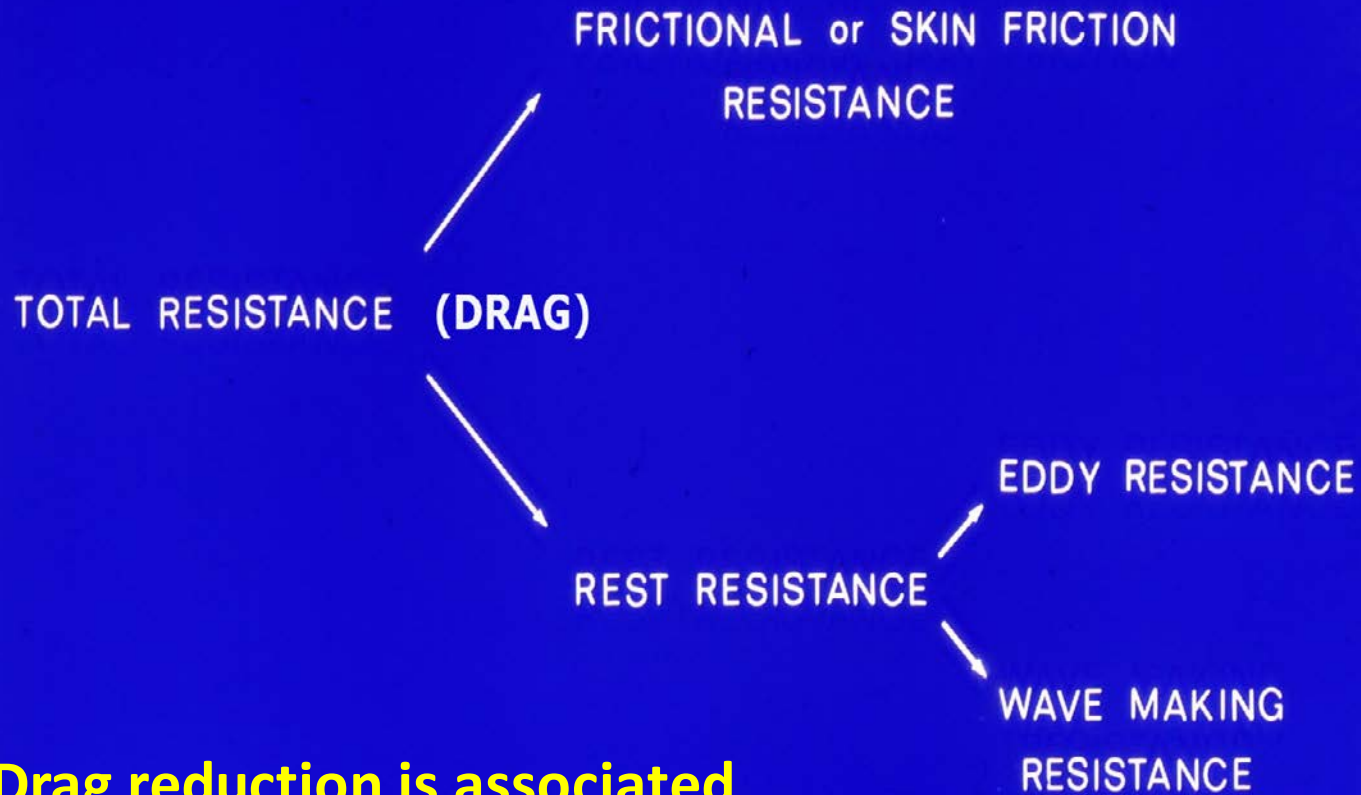 FRICTIONAL or SKIN FRICTION
RESISTANCE
TOTAL RESISTANCE (DRAG)
EDDY RESISTANCE
REST RESISTANCE
WAVE MAKING
RESISTANCE
Drag reduction is associated